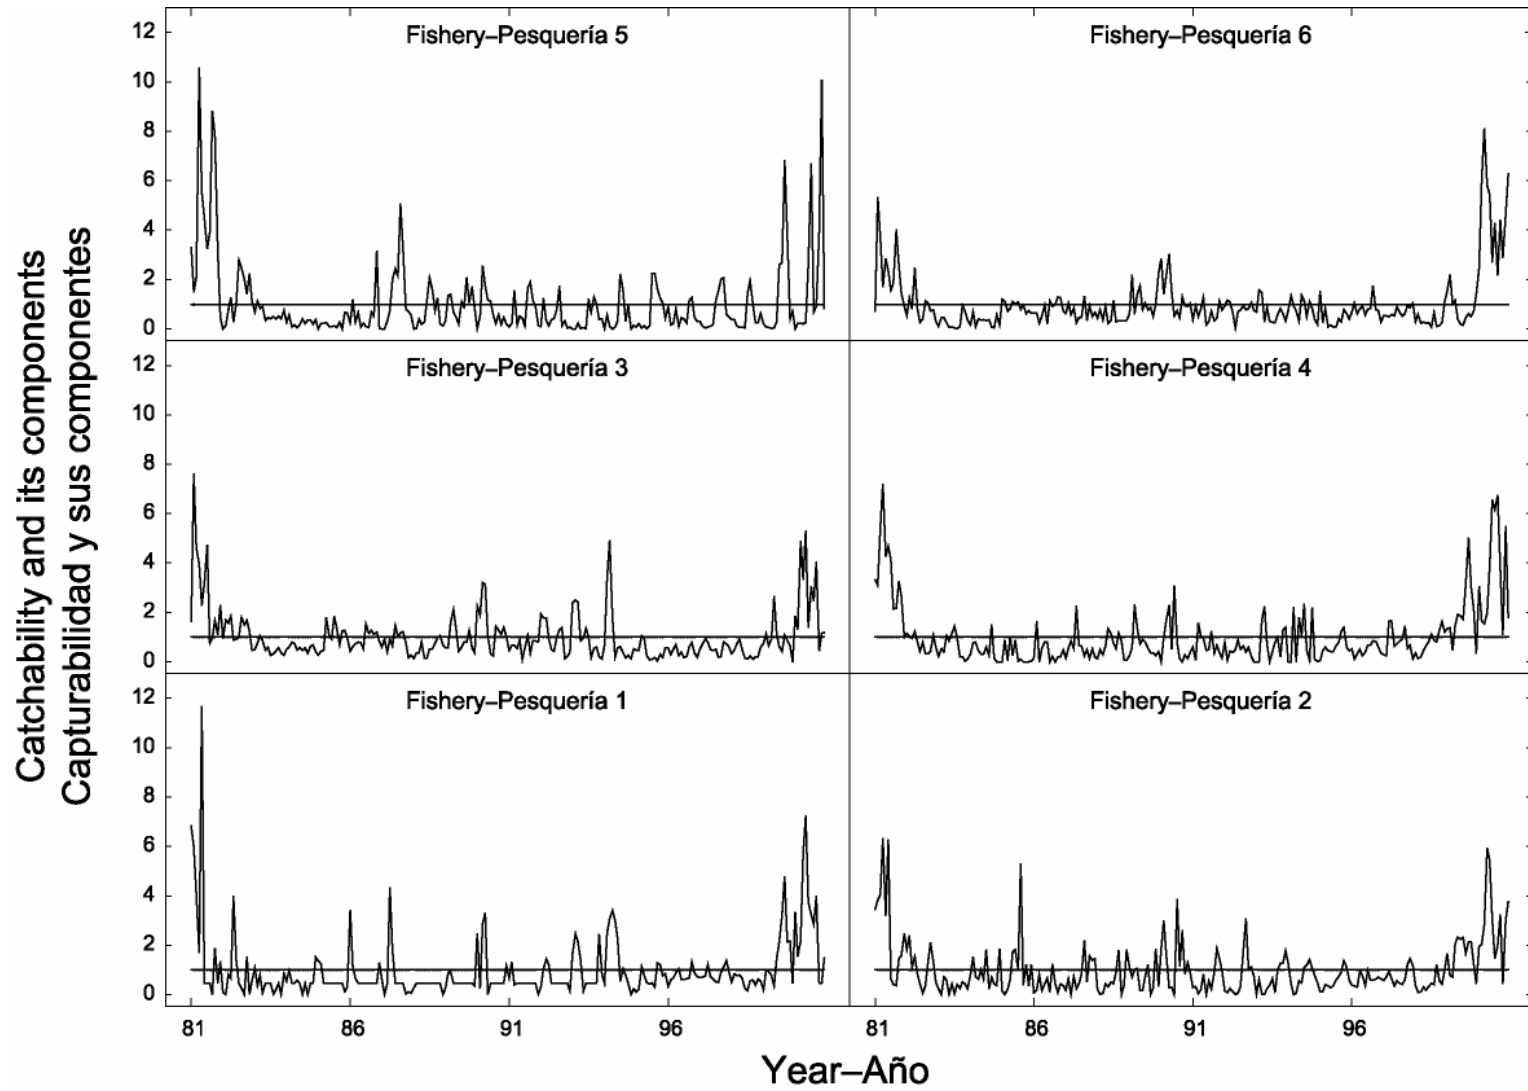 Catchability and its components
Capturabilidad y sus componentes
Fishery–Pesquería 5
Fishery–Pesquería 6
12
10
8
6
4
2
0
Fishery–Pesquería 3
Fishery–Pesquería 4
12
10
8
6
4
2
0
Fishery–Pesquería 1
Fishery–Pesquería 2
12
10
8
6
4
2
0
81 86 91 96 81 86 91 96
Year–Año